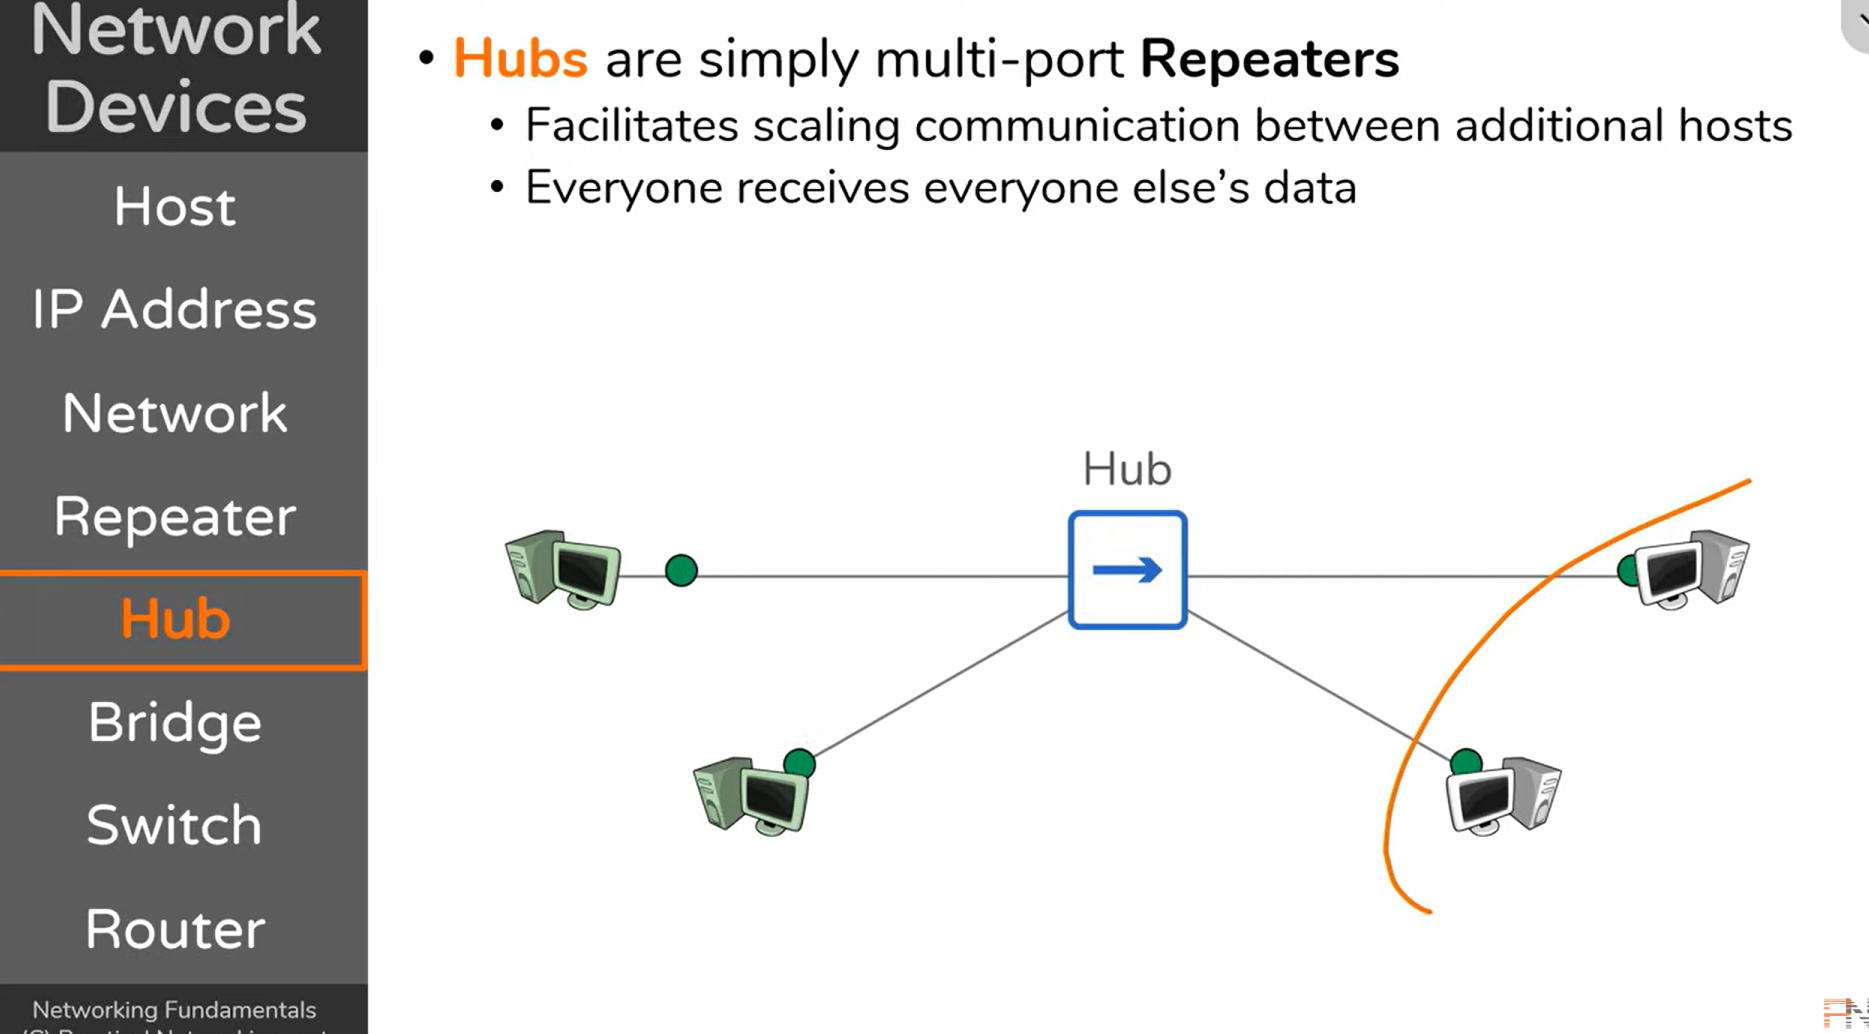 Network
Devices
Host
IP Address
Network
Repeater
Hub
Bridge
Switch
Router
Networking Fundamentals
• Hubs are simply multi-port Repeaters
• Facilitates scaling communication between additional hosts
• Everyone receives everyone else’s data
Hub